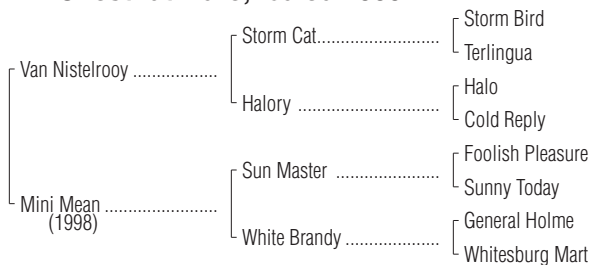 Storm Bird
Storm Cat..............................
Terlingua
Van Nistelrooy .................
Halo
Halory ..................................
Cold Reply
Foolish Pleasure
Sun Master .........................
Sunny Today
Mini Mean .......................
(1998)
General Holme
White Brandy.......................
Whitesburg Mart